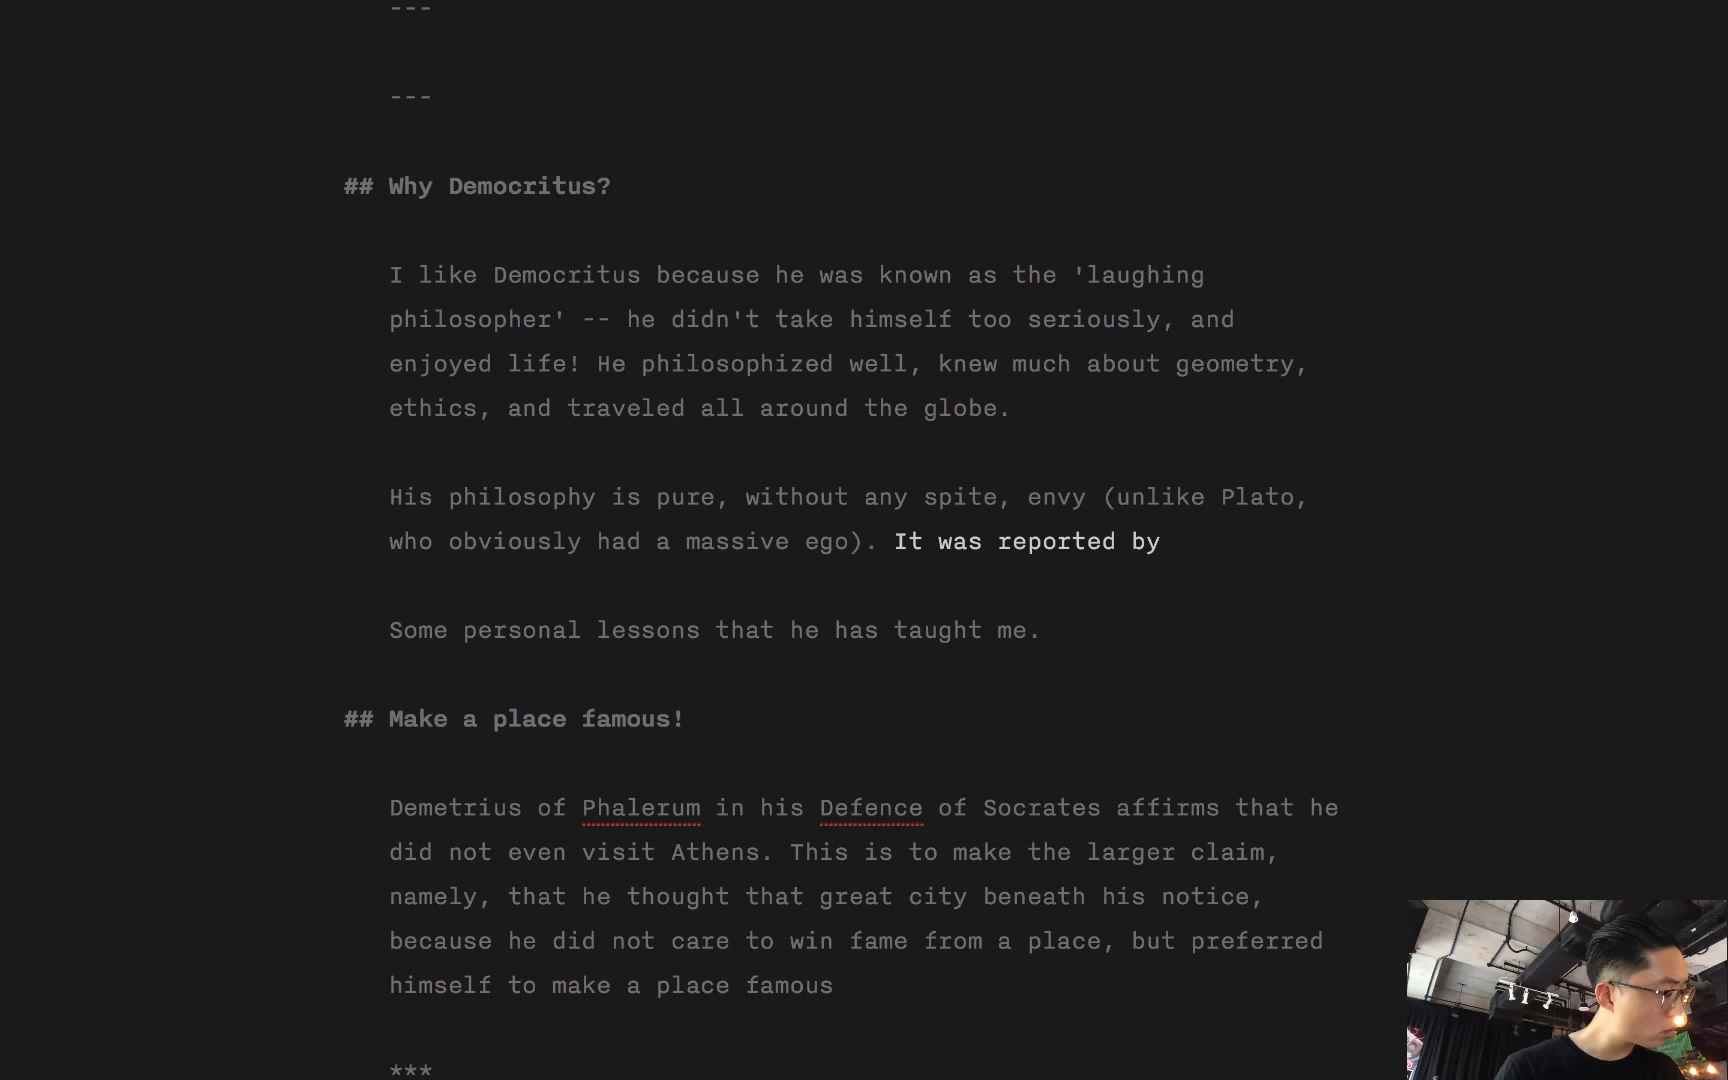 ---
---
## Why Democritus?
I like Democritus because he was known as the 'laughing
philosopher' -- he didn't take himself too seriously, and
enjoyed life! He philosophized well, knew much about geometry,
ethics, and traveled all around the globe.
His philosophy is pure, without any spite, envy (unlike Plato,
who obviously had a massive ego). It was reported by
Some personal lessons that he has taught me.
## Make a place famous!
Demetrius of Phalerum in his Defence of Socrates affirms that he
did not even visit Athens. This is to make the larger claim,
namely, that he thought that great city beneath his notice,
because he did not care to win fame from a place, but preferred
himself to make a place famous
***